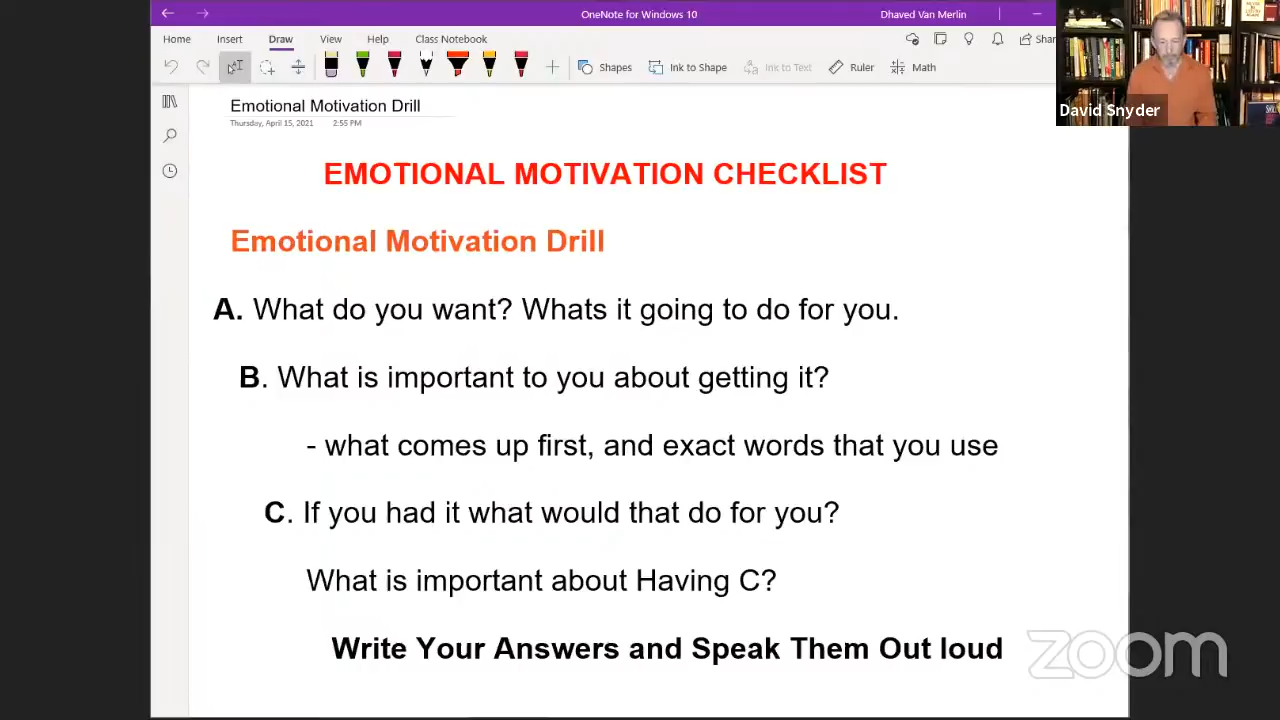 OneNote for Windows 10
Dhaved Van Merlin
Home Insert Draw View Help Class Notebook
Shar
Shapes Ink to Shape Ink to Text Ruler Math
David Snyder
Emotional Motivation Drill
Thursday, April 15, 2021 2:55 PM
EMOTIONAL MOTIVATION CHECKLIST
Emotional Motivation Drill
A. What do you want? Whats it going to do for you.
B. What is important to you about getting it?
- what comes up first, and exact words that you use
C. If you had it what would that do for you?
What is important about Having C?
Write Your Answers and Speak Them Out loud
zoom